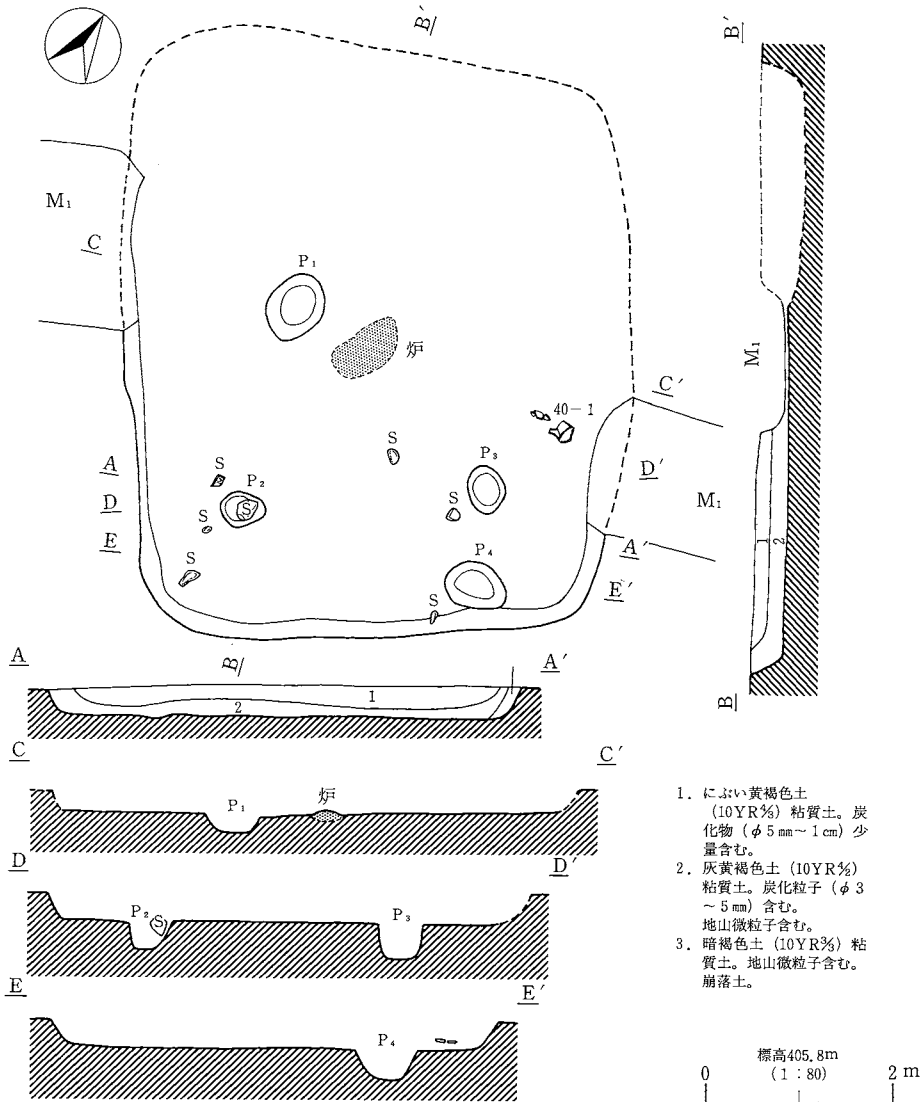 B′
B′
M₁
C
P₁
炉
C′
40-1
M₁
A
S
P₂
S
P₃
D′
D
S
S
S
M₁
E
A′
P₄
E′
S
S
1
2
A
B
A′
B
1
2
C
C′
P₁
炉
D
D′
P₂
S
P₃
E
E′
P₄
1. にぶい黄褐色土
(10YR4/3) 粘質土。炭
化物(φ5mm~1cm)少
量含む。
2. 灰黄褐色土(10YR4/2)
粘質土。炭化粒子(φ3
~5mm)含む。
地山微粒子含む。
3. 暗褐色土(10YR3/3)粘
質土。地山微粒子含む。
崩落土。
標高405.8m
(1:80)
0 2m